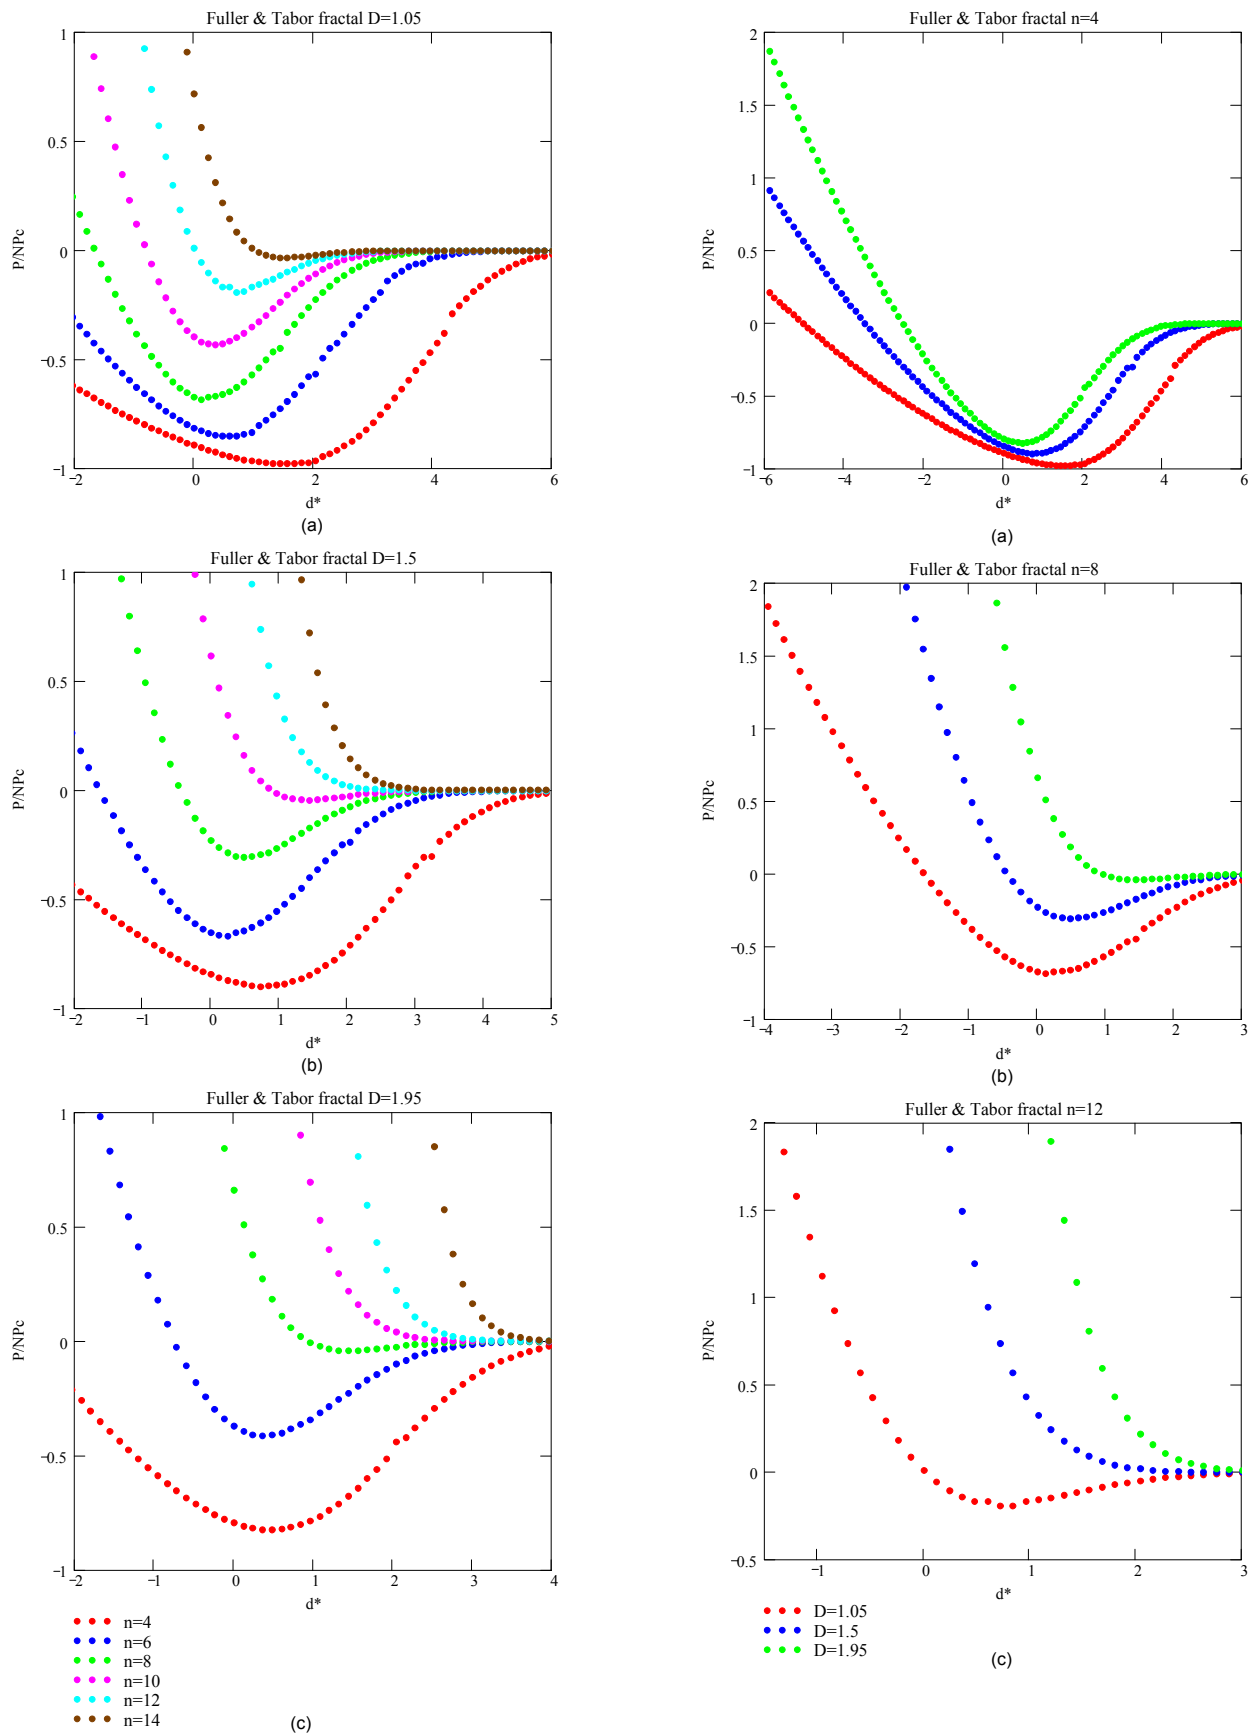 Fuller & Tabor fractal D=1.05
1
0.5
0
−0.5
−1
−2
0
2
4
6
P/NPc
d*
(a)
Fuller & Tabor fractal D=1.5
1
0.5
0
−0.5
−1
−2
−1
0
1
2
3
4
5
P/NPc
d*
(b)
Fuller & Tabor fractal D=1.95
1
0.5
0
−0.5
−1
−2
−1
0
1
2
3
4
P/NPc
d*
n=4
n=6
n=8
n=10
n=12
n=14
(c)
Fuller & Tabor fractal n=4
2
1.5
1
0.5
0
−0.5
−1
−6
−4
−2
0
2
4
6
P/NPc
d*
(a)
Fuller & Tabor fractal n=8
2
1.5
1
0.5
0
−0.5
−1
−4
−3
−2
−1
0
1
2
3
P/NPc
d*
(b)
Fuller & Tabor fractal n=12
2
1.5
1
0.5
0
−0.5
−1
0
1
2
3
P/NPc
d*
D=1.05
D=1.5
D=1.95
(c)